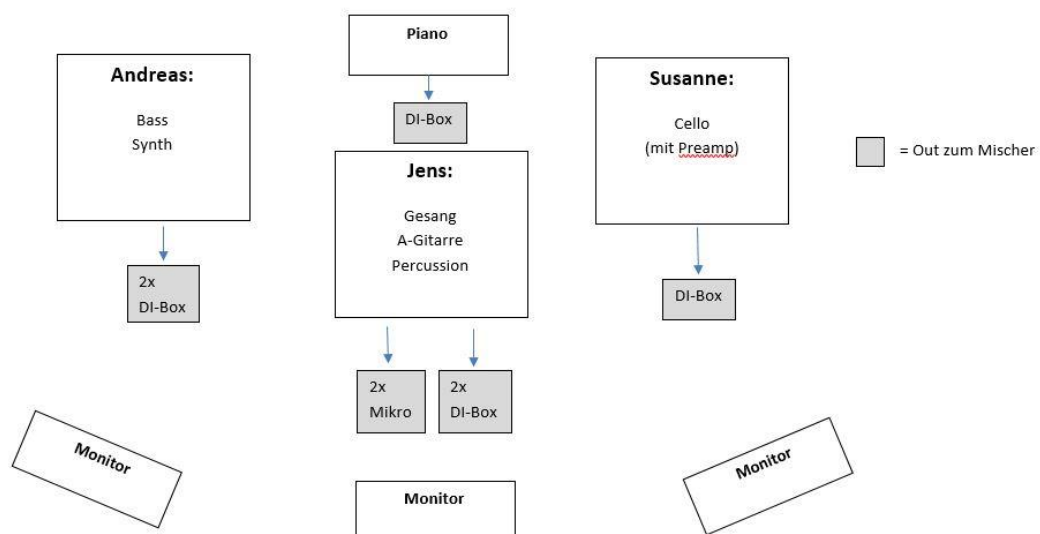 Piano
Andreas:
Bass
Synth
DI-Box
Susanne:
Cello
(mit Preamp)
= Out zum Mischer
Jens:
Gesang
A-Gitarre
Percussion
2x
DI-Box
DI-Box
2x
Mikro
2x
DI-Box
Monitor
Monitor
Monitor